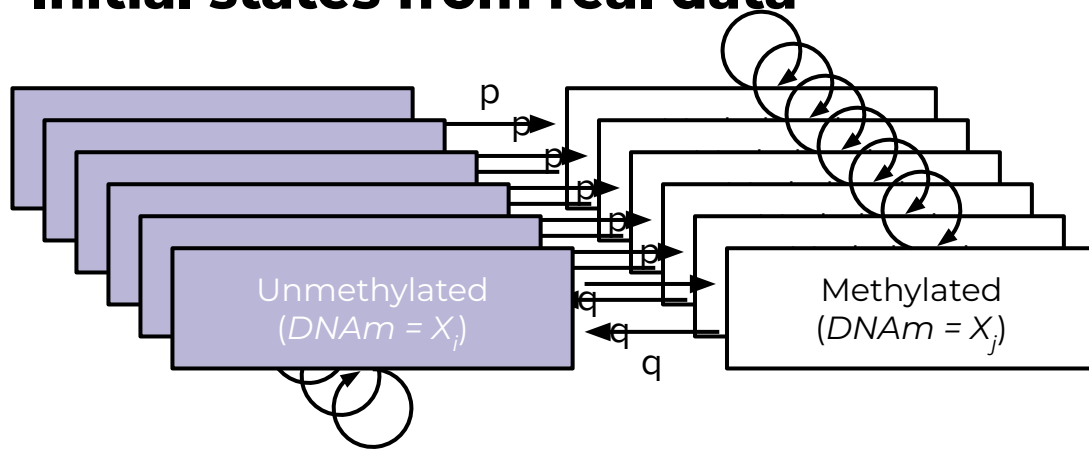 Initial states from real data
p
p
p
p
p
p
Unmethylated
(DNAm = Xi)
Methylated
(DNAm = Xj)
q
q
q